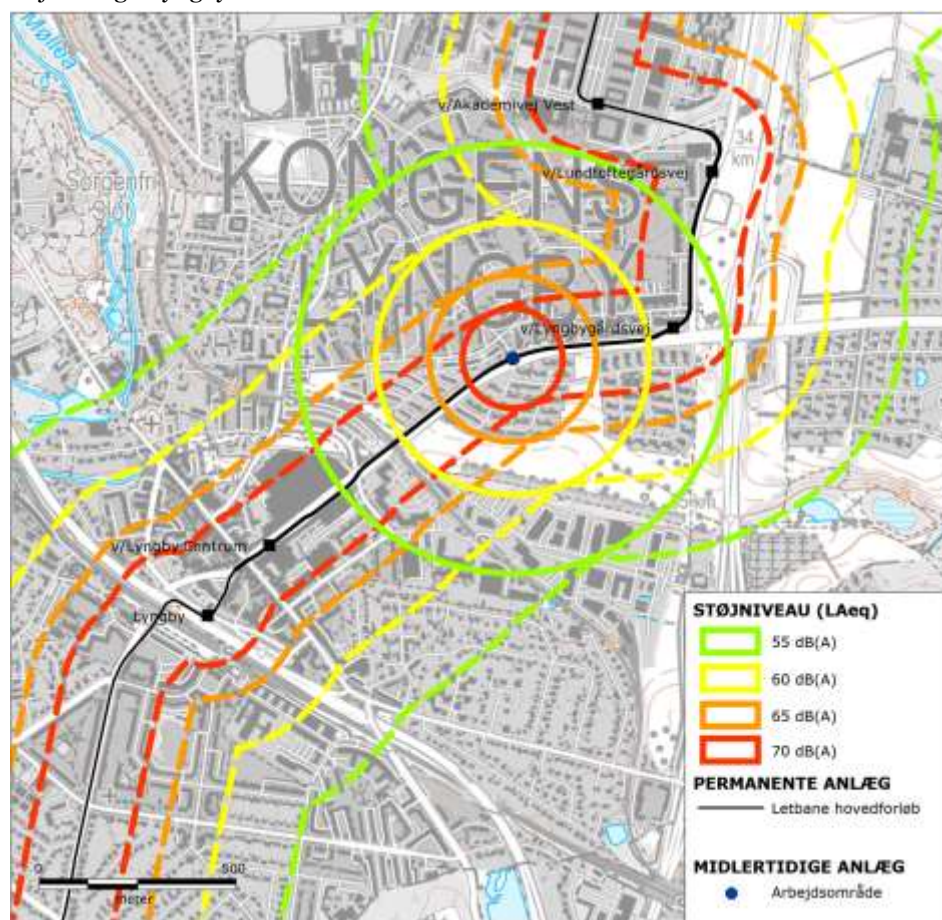 Mølleå
v/Akademivej Vest
34
km
KONGENS
v/Lundtoftegårdsvej
Sorgenfri
LYNGBY
v/Lyngbygårdsvej
v/Lyngby Centrum
Lyngby
STØJNIVEAU (LAeq)
55 dB(A)
60 dB(A)
65 dB(A)
70 dB(A)
PERMANENTE ANLÆG
Letbane hovedforløb
MIDLERTIDIGE ANLÆG
Arbejdsområde
0 500
meter